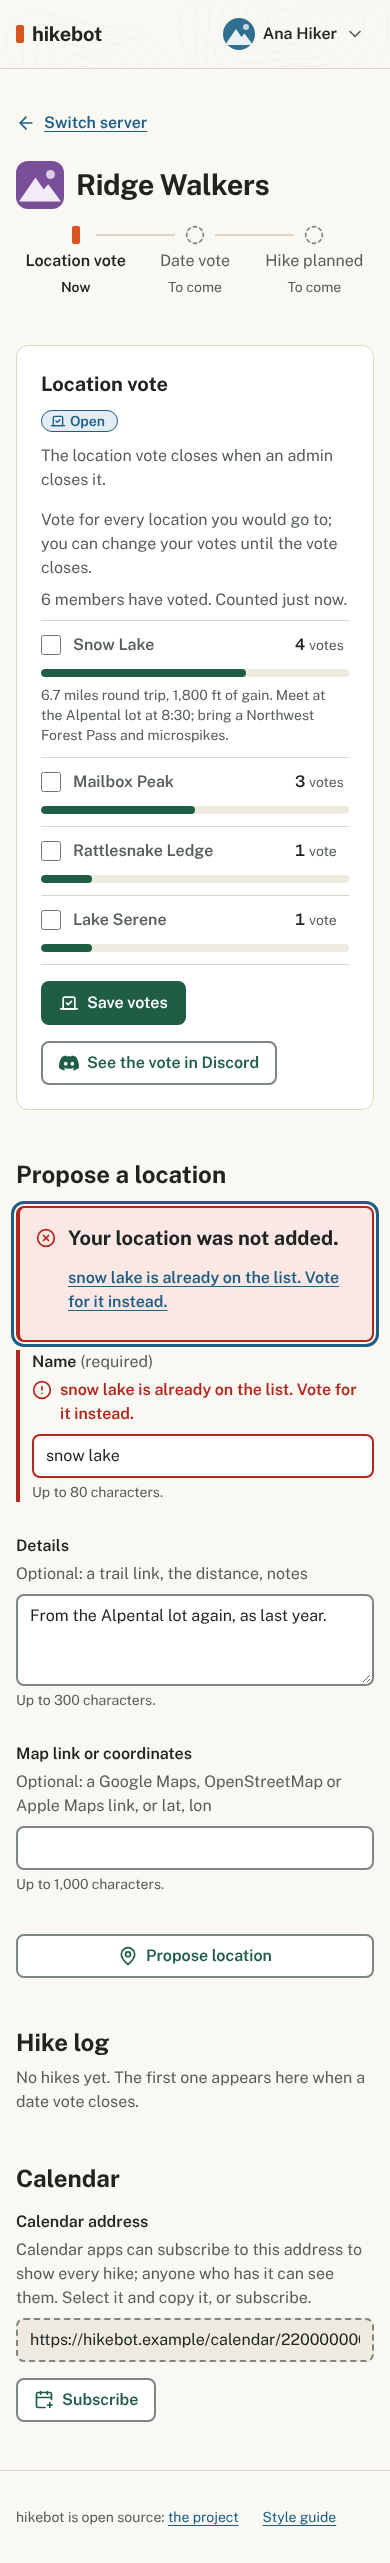 hikebot
Ana Hiker
Switch server
Ridge Walkers
Location vote
Date vote
Hike planned
Now
To come
To come
Location vote
Open
The location vote closes when an admin
closes it.
Vote for every location you would go to;
you can change your votes until the vote
closes.
6 members have voted. Counted just now.
Snow Lake
4 votes
6.7 miles round trip, 1,800 ft of gain. Meet at
the Alpental lot at 8:30; bring a Northwest
Forest Pass and microspikes.
Mailbox Peak
3 votes
Rattlesnake Ledge
1 vote
Lake Serene
1 vote
Save votes
See the vote in Discord
Propose a location
Your location was not added.
snow lake is already on the list. Vote
for it instead.
Name (required)
snow lake is already on the list. Vote for
it instead.
snow lake
Up to 80 characters.
Details
Optional: a trail link, the distance, notes
From the Alpental lot again, as last year.
Up to 300 characters.
Map link or coordinates
Optional: a Google Maps, OpenStreetMap or
Apple Maps link, or lat, lon
Up to 1,000 characters.
Propose location
Hike log
No hikes yet. The first one appears here when a
date vote closes.
Calendar
Calendar address
Calendar apps can subscribe to this address to
show every hike; anyone who has it can see
them. Select it and copy it, or subscribe.
https://hikebot.example/calendar/220000000
Subscribe
hikebot is open source: the project
Style guide